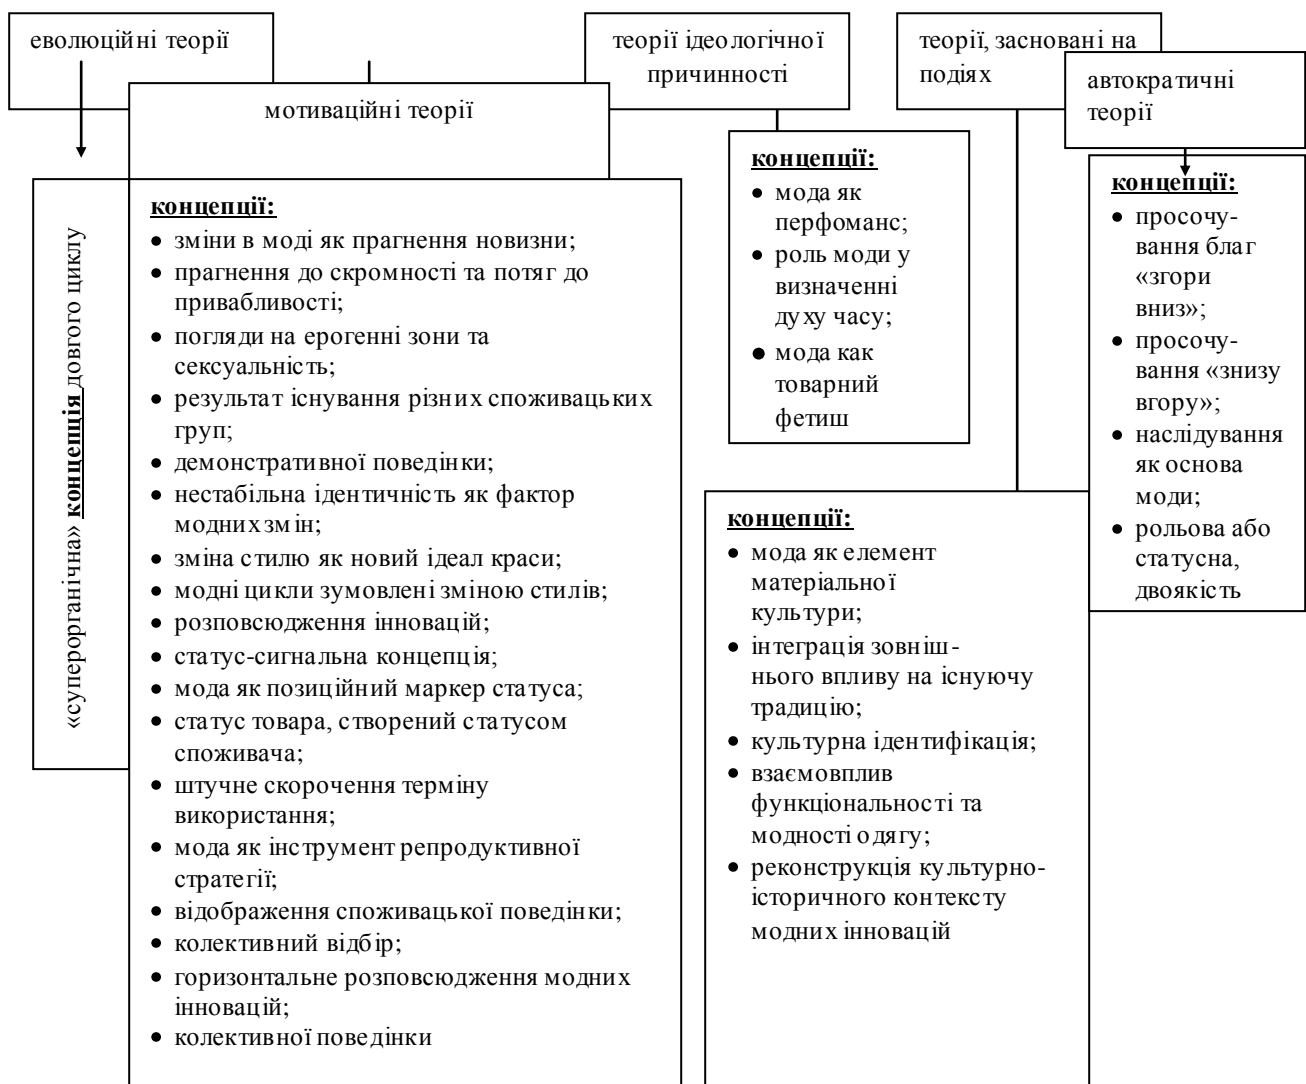 еволюційні теорії
теорії ідеологічної
причинності
теорії, засновані на
подіях
автократичні
теорії
мотиваційні теорії
«суперорганічна» концепція довгого циклу
концепції:
• зміни в моді як прагнення новизни;
• прагнення до скромності та потяг до
привабливості;
• погляди на ерогенні зони та
сексуальність;
• результат існування різних споживацьких
груп;
• демонстративної поведінки;
• нестабільна ідентичність як фактор
модних змін;
• зміна стилю як новий ідеал краси;
• модні цикли зумовлені зміною стилів;
• розповсюдження інновацій;
• статус-сигнальна концепція;
• мода як позиційний маркер статуса;
• статус товара, створений статусом
споживача;
• штучне скорочення терміну
використання;
• мода як інструмент репродуктивної
стратегії;
• відображення споживацької поведінки;
• колективний відбір;
• горизонтальне розповсюдження модних
інновацій;
• колективної поведінки
концепції:
• мода як
перфоманс;
• роль моди у
визначенні
духу часу;
• мода как
товарний
фетиш
концепції:
• мода як елемент
матеріальної
культури;
• інтеграція зовніш-
нього впливу на існуючу
традицію;
• культурна ідентифікація;
• взаємовплив
функціональності та
модності одягу;
• реконструкція культурно-
історичного контексту
модних інновацій
концепції:
• просочу-
вання благ
«згори
вниз»;
• просочу-
вання «знизу
вгору»;
• наслідування
як основа
моди;
• рольова або
статусна,
двоякість